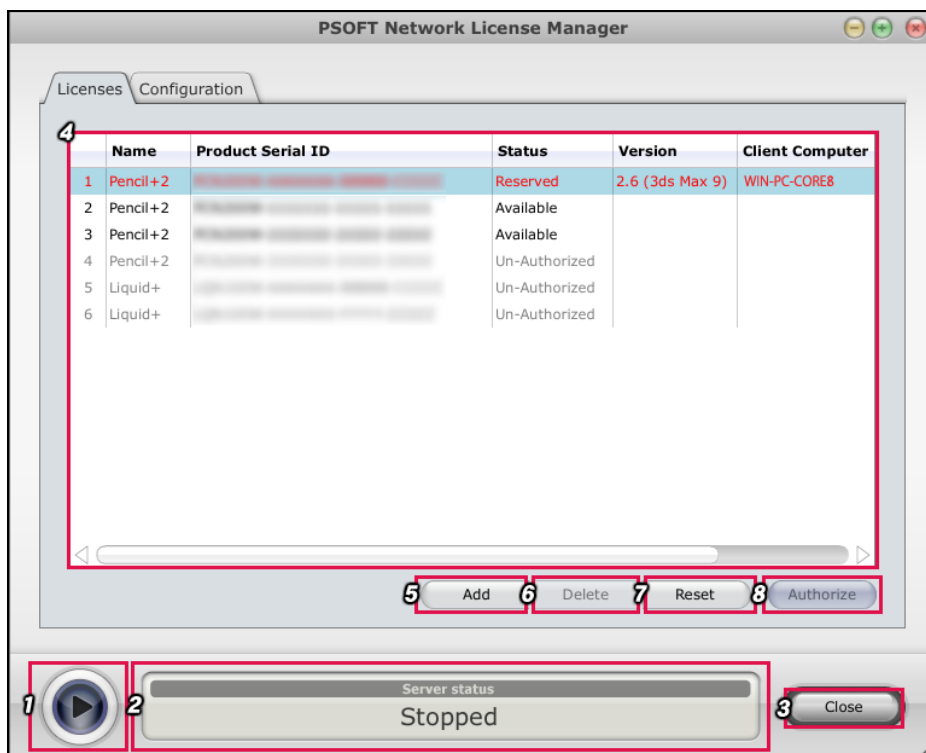 PSOFT Network License Manager
Licenses Configuration
4
Name Product Serial ID Status Version Client Computer
1 Pencil+2 Reserved 2.6 (3ds Max 9) WIN-PC-CORE8
2 Pencil+2 Available
3 Pencil+2 Available
4 Pencil+2 Un-Authorized
5 Liquid+ Un-Authorized
6 Liquid+ Un-Authorized
5 Add 6 Delete 7 Reset 8 Authorize
Server status
1 2 Stopped 3 Close